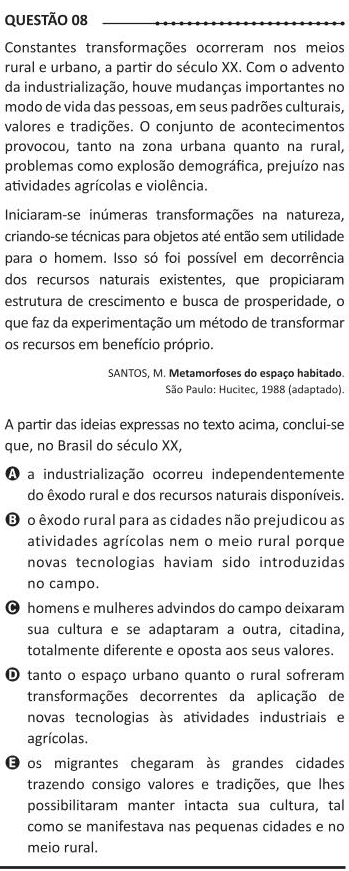 QUESTÃO 08
Constantes transformações ocorreram nos meios
rural e urbano, a partir do século XX. Com o advento
da industrialização, houve mudanças importantes no
modo de vida das pessoas, em seus padrões culturais,
valores e tradições. O conjunto de acontecimentos
provocou, tanto na zona urbana quanto na rural,
problemas como explosão demográfica, prejuízo nas
atividades agrícolas e violência.
Iniciaram-se inúmeras transformações na natureza,
criando-se técnicas para objetos até então sem utilidade
para o homem. Isso só foi possível em decorrência
dos recursos naturais existentes, que propiciaram
estrutura de crescimento e busca de prosperidade, o
que faz da experimentação um método de transformar
os recursos em benefício próprio.
SANTOS, M. Metamorfoses do espaço habitado.
São Paulo: Hucitec, 1988 (adaptado).
A partir das ideias expressas no texto acima, conclui-se
que, no Brasil do século XX,
A a industrialização ocorreu independentemente
do êxodo rural e dos recursos naturais disponíveis.
B o êxodo rural para as cidades não prejudicou as
atividades agrícolas nem o meio rural porque
novas tecnologias haviam sido introduzidas
no campo.
C homens e mulheres advindos do campo deixaram
sua cultura e se adaptaram a outra, citadina,
totalmente diferente e oposta aos seus valores.
D tanto o espaço urbano quanto o rural sofreram
transformações decorrentes da aplicação de
novas tecnologias às atividades industriais e
agrícolas.
E os migrantes chegaram às grandes cidades
trazendo consigo valores e tradições, que lhes
possibilitaram manter intacta sua cultura, tal
como se manifestava nas pequenas cidades e no
meio rural.